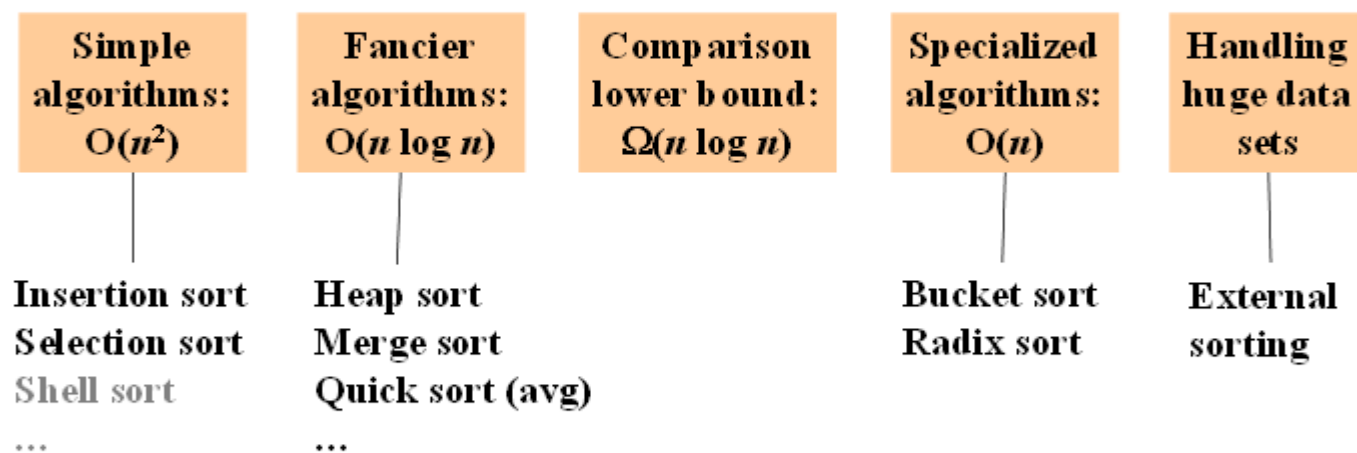 Simple
algorithms:
O(n²)
Fancier
algorithms:
O(n log n)
Comparison
lower bound:
Ω(n log n)
Specialized
algorithms:
O(n)
Handling
huge data
sets
Insertion sort
Selection sort
Shell sort
...
Heap sort
Merge sort
Quick sort (avg)
...
Bucket sort
Radix sort
External
sorting